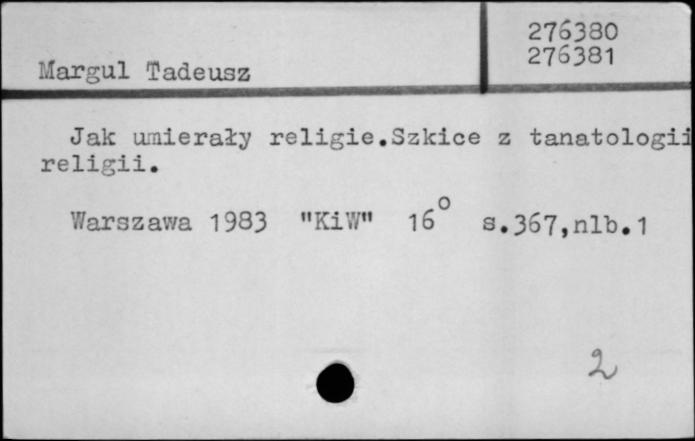 276380
276381
Margul Tadeusz
Jak umierały religie.Szkice z tanatologii
religii.
Warszawa 1983 "KiW" 16° s.367,nlb.1
2